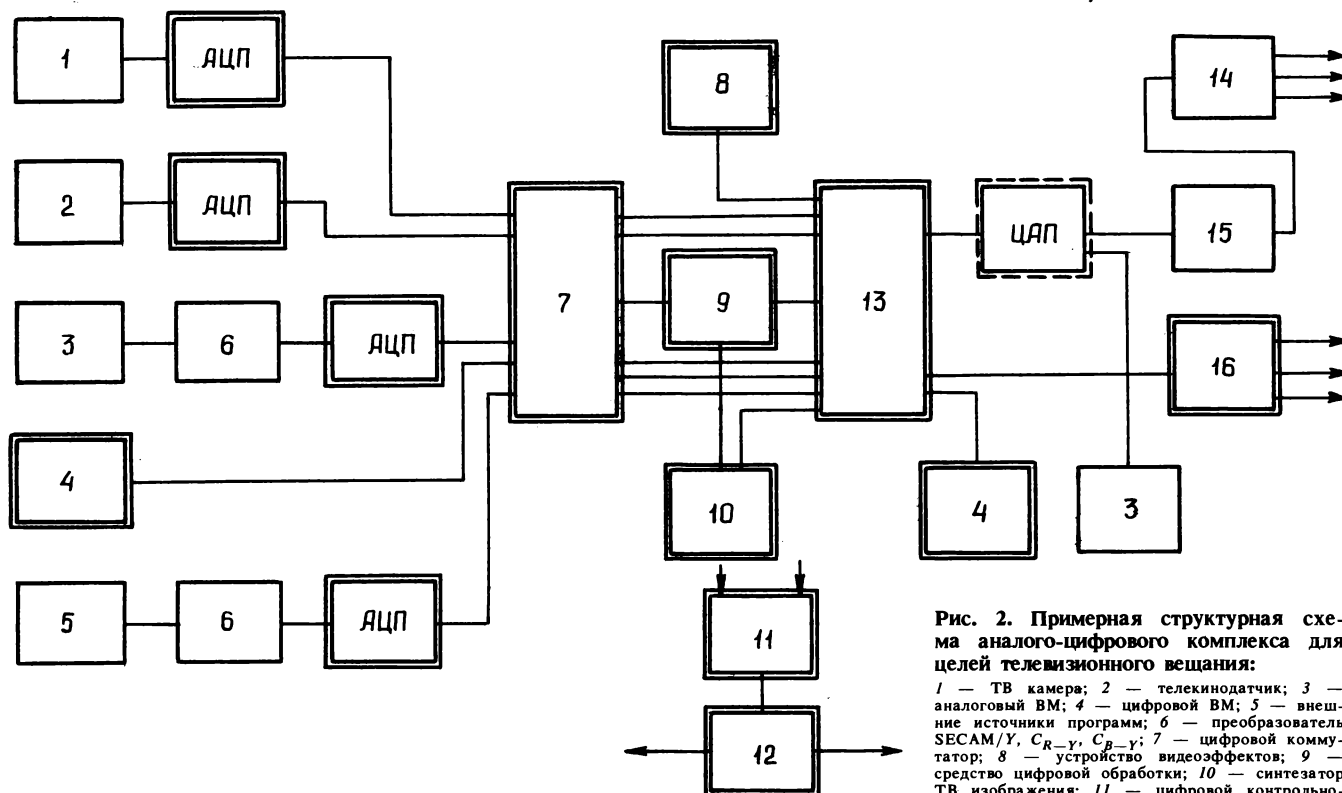 1 АЦП
8
14
2 АЦП
7
13
ЦАП
15
9
3 6 АЦП
16
4
10
4
3
5 6 АЦП
11
12
Рис. 2. Примерная структурная схе-
ма аналого-цифрового комплекса для
целей телевизионного вещания:
1 — ТВ камера; 2 — телекинодатчик; 3 —
аналоговый ВМ; 4 — цифровой ВМ; 5 — внеш-
ние источники программ; 6 — преобразователь
SECAM/Y, C_R—Y, C_B—Y; 7 — цифровой комму-
татор; 8 — устройство видеоэффектов; 9 —
средство цифровой обработки; 10 — синтезатор
ТВ изображения; 11 — цифровой контрольно-